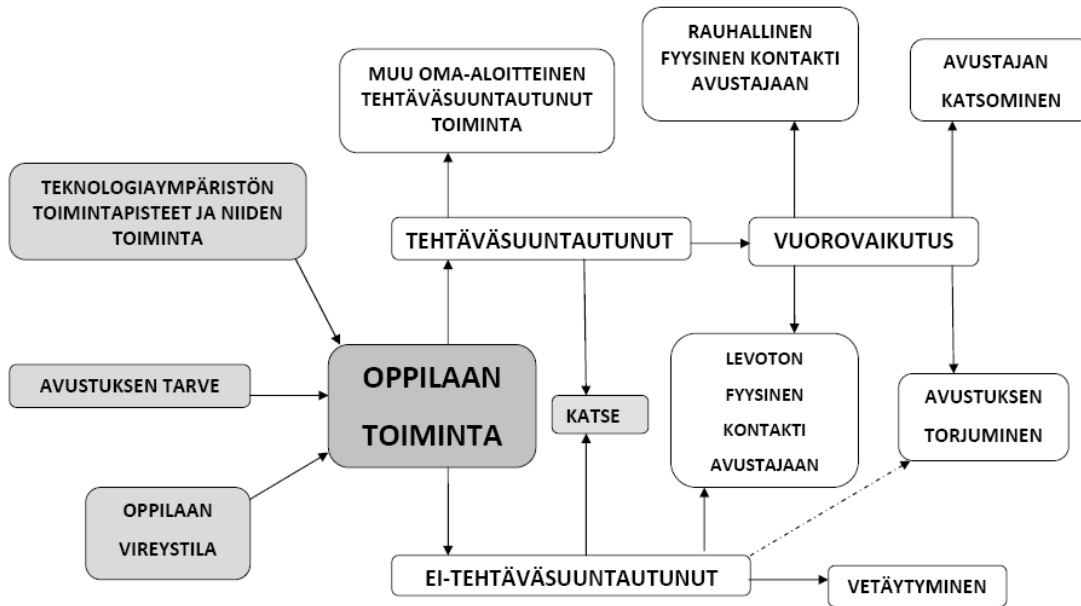 RAUHALLINEN
FYYSINEN KONTAKTI
AVUSTAJAAN
AVUSTAJAN
KATSOMINEN
MUU OMA-ALOITTEINEN
TEHTÄVÄSUUNTAUTUNUT
TOIMINTA
TEKNOLOGIAYMPÄRISTÖN
TOIMINTAPISTEET JA NIIDEN
TOIMINTA
TEHTÄVÄSUUNTAUTUNUT
VUOROVAIKUTUS
OPPILAAN
TOIMINTA
AVUSTUKSEN TARVE
KATSE
LEVOTON
FYYSINEN
KONTAKTI
AVUSTAJAAN
AVUSTUKSEN
TORJUMINEN
OPPILAAN
VIREYSTILA
EI-TEHTÄVÄSUUNTAUTUNUT
VETÄYTYMINEN